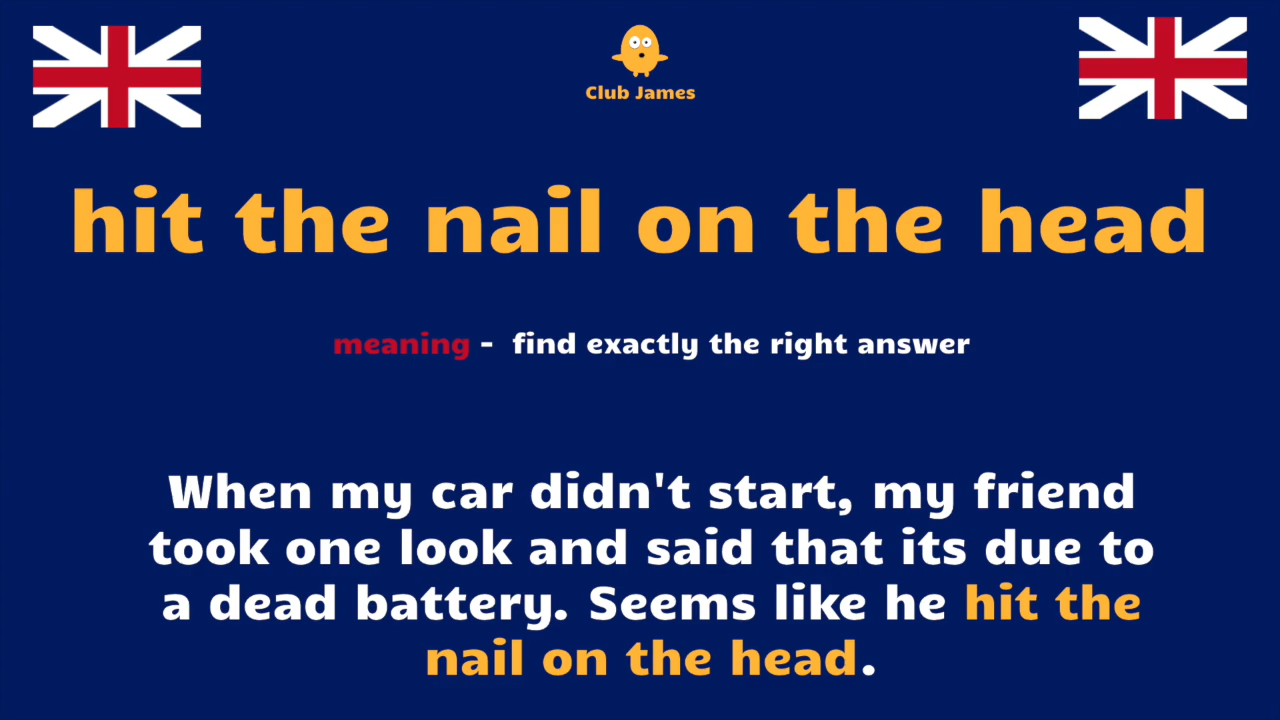 Club James
hit the nail on the head
meaning - find exactly the right answer
When my car didn't start, my friend
took one look and said that its due to
a dead battery. Seems like he hit the
nail on the head.